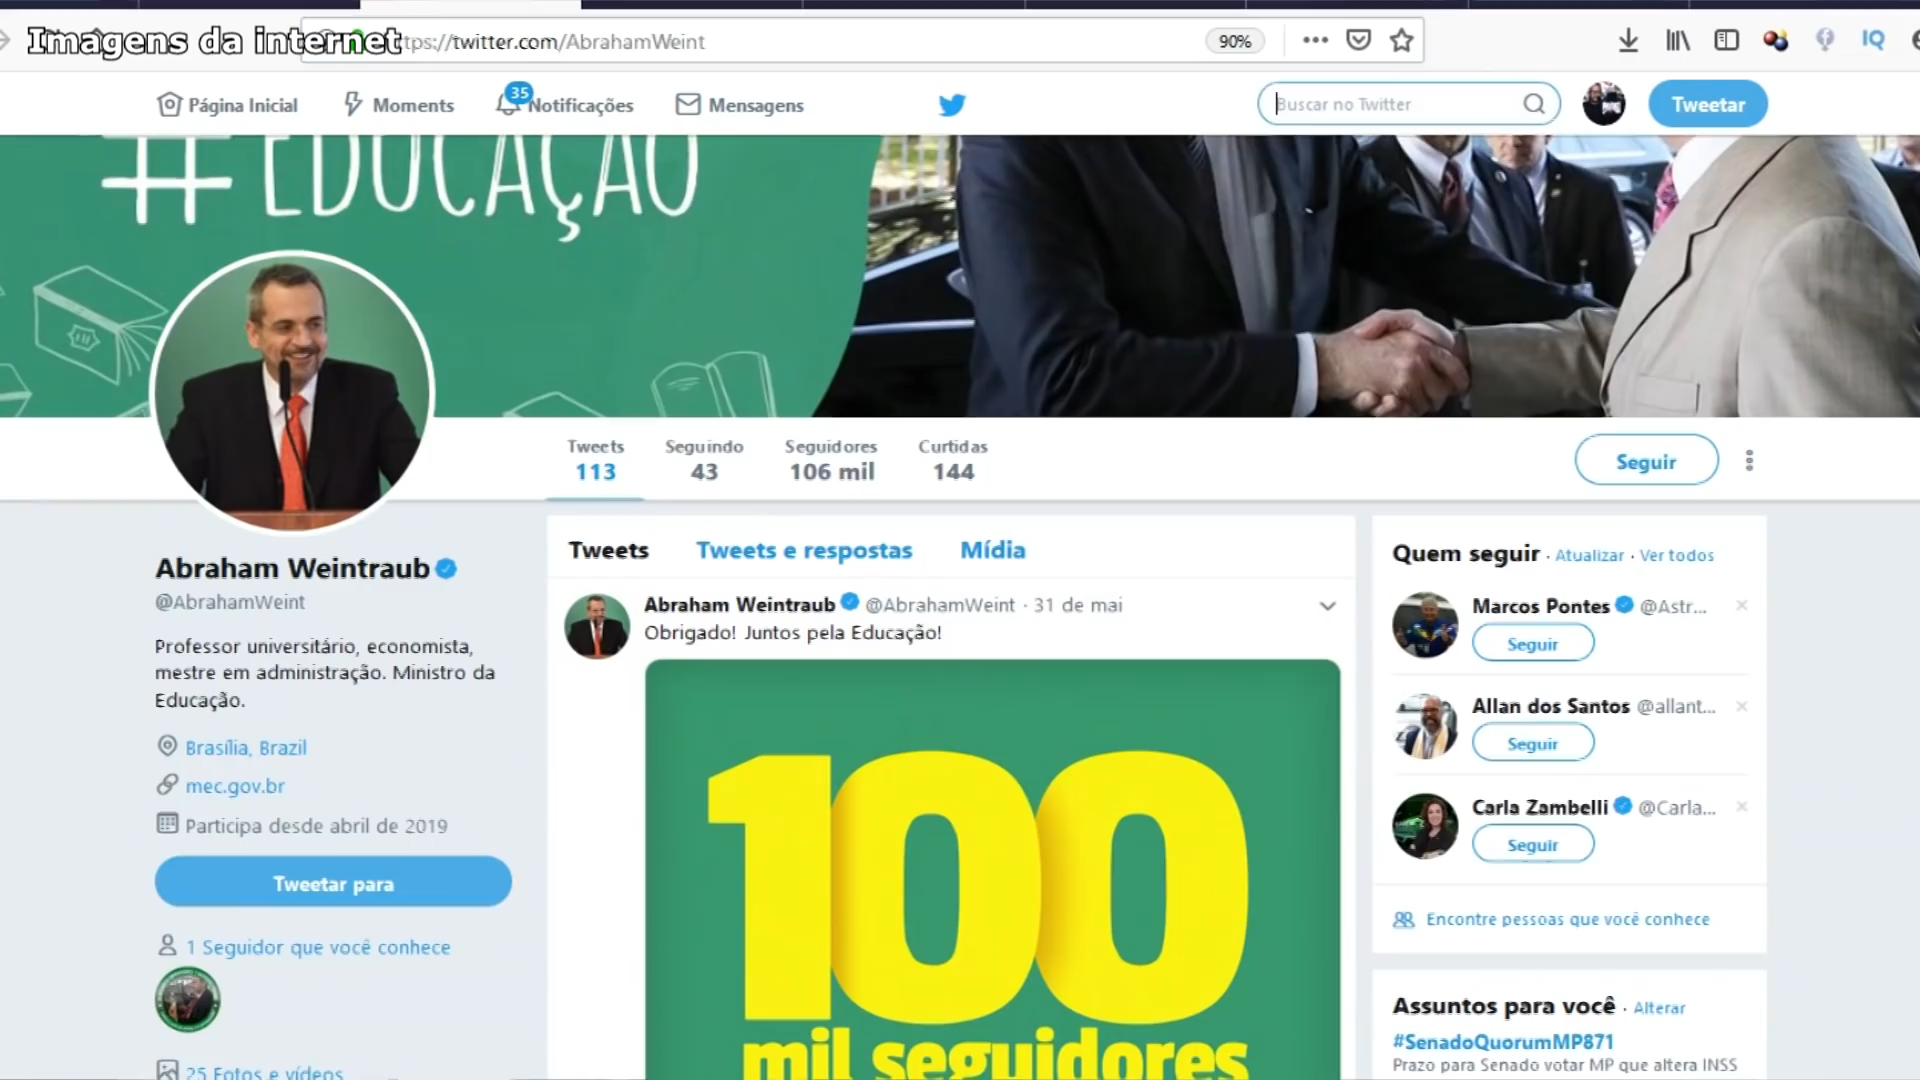 Imagens da internet
https://twitter.com/AbrahamWeint
90%
IQ
Página Inicial
Moments
35
Notificações
Mensagens
Buscar no Twitter
Tweetar
#EDUCAÇÃO
Tweets
113
Seguindo
43
Seguidores
106 mil
Curtidas
144
Seguir
Abraham Weintraub
@AbrahamWeint
Professor universitário, economista,
mestre em administração. Ministro da
Educação.
Brasília, Brazil
mec.gov.br
Participa desde abril de 2019
Tweetar para
1 Seguidor que você conhece
25 Fotos e vídeos
Tweets
Tweets e respostas
Mídia
Abraham Weintraub @AbrahamWeint · 31 de mai
Obrigado! Juntos pela Educação!
100
mil seguidores
Quem seguir · Atualizar · Ver todos
Marcos Pontes @Astr...
Seguir
Allan dos Santos @allant...
Seguir
Carla Zambelli @Carla...
Seguir
Encontre pessoas que você conhece
Assuntos para você · Alterar
#SenadoQuorumMP871
Prazo para Senado votar MP que altera INSS